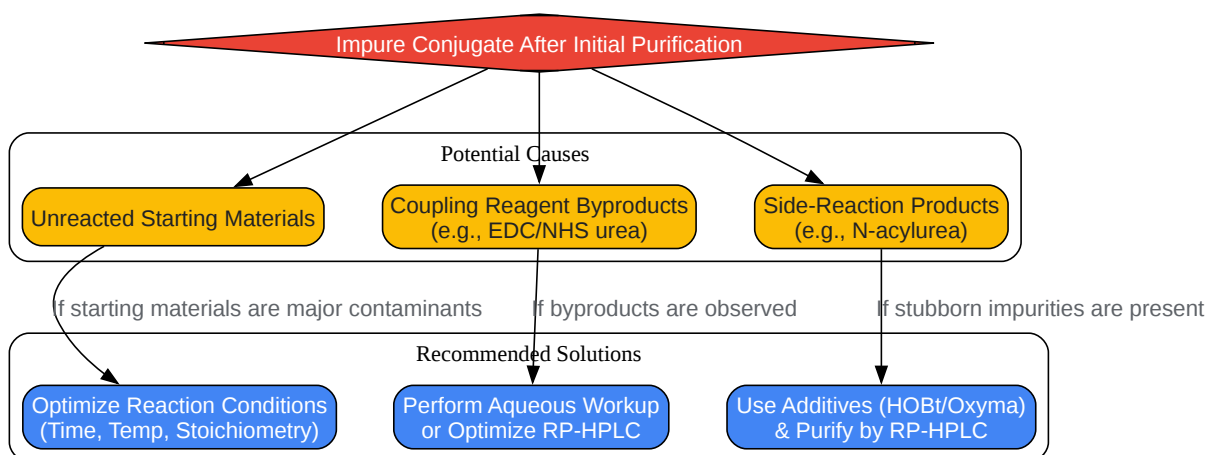 Impure Conjugate After Initial Purification
Potential Causes
Unreacted Starting Materials
Coupling Reagent Byproducts
(e.g., EDC/NHS urea)
Side-Reaction Products
(e.g., N-acylurea)
If starting materials are major contaminants
If byproducts are observed
If stubborn impurities are present
Recommended Solutions
Optimize Reaction Conditions
(Time, Temp, Stoichiometry)
Perform Aqueous Workup
or Optimize RP-HPLC
Use Additives (HOBt/Oxyma)
& Purify by RP-HPLC